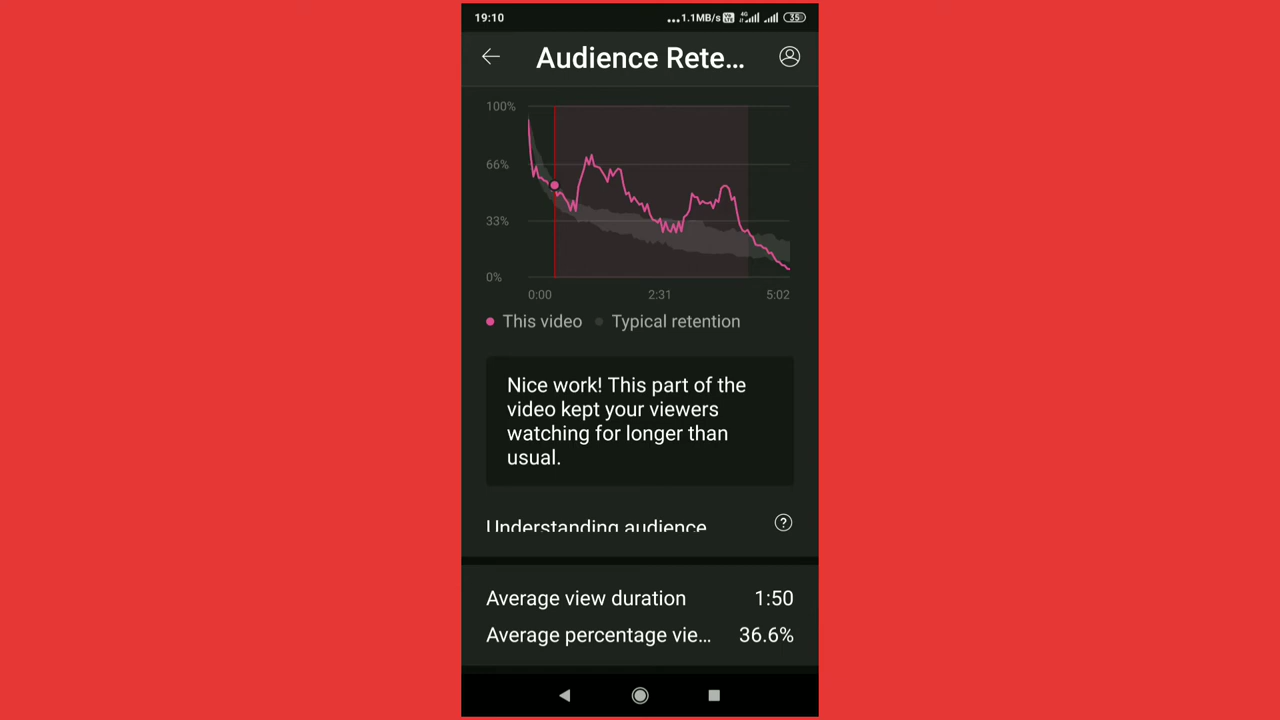 19:10 ...1.1MB/s 4G 35
Audience Rete...
100%
66%
33%
0%
0:00 2:31 5:02
This video Typical retention
Nice work! This part of the
video kept your viewers
watching for longer than
usual.
Understanding audience ?
Average view duration 1:50
Average percentage vie... 36.6%